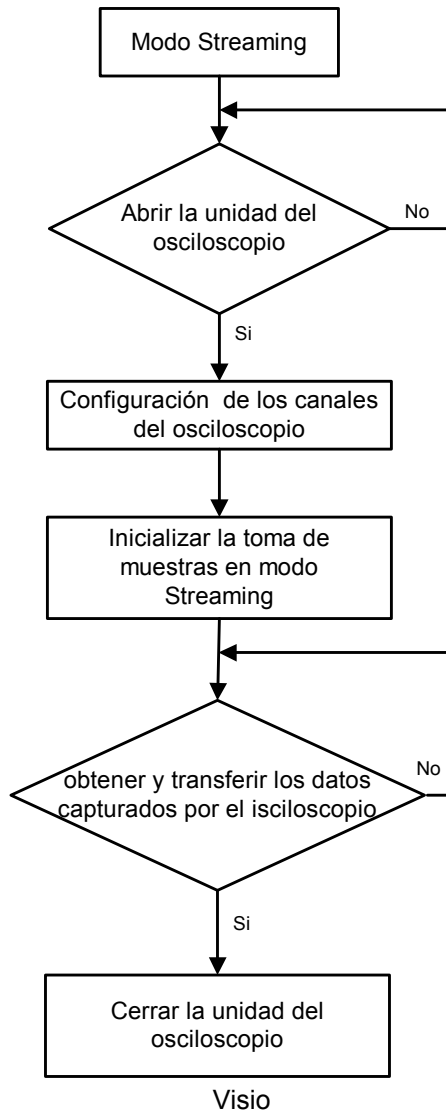 Modo Streaming
Abrir la unidad del
osciloscopio
No
Si
Configuración de los canales
del osciloscopio
Inicializar la toma de
muestras en modo
Streaming
obtener y transferir los datos
capturados por el isciloscopio
No
Si
Cerrar la unidad del
osciloscopio
Visio